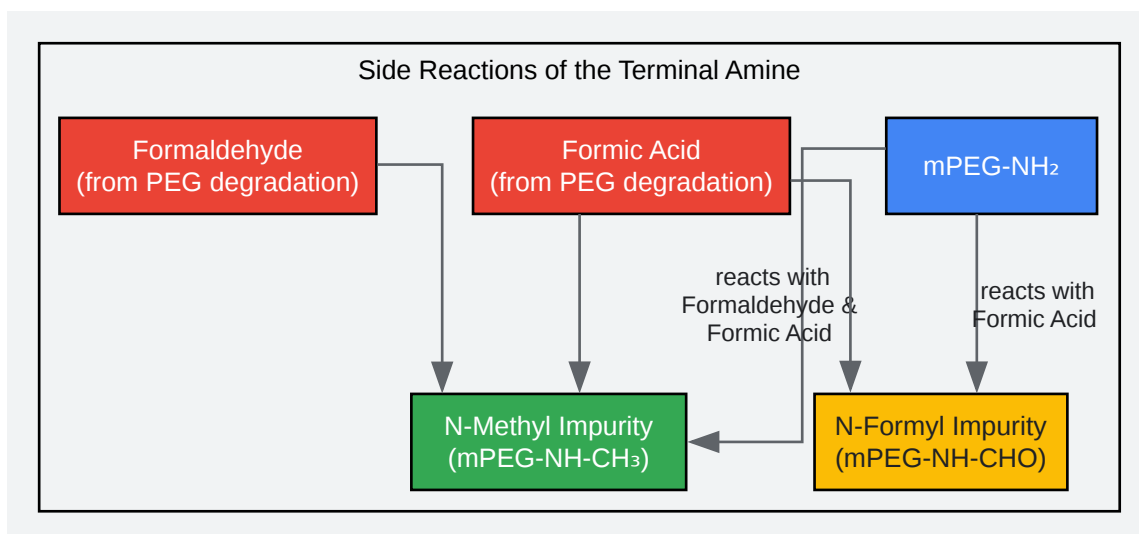 Side Reactions of the Terminal Amine
Formaldehyde
(from PEG degradation)
Formic Acid
(from PEG degradation)
mPEG-NH₂
reacts with
Formaldehyde &
Formic Acid
reacts with
Formic Acid
N-Methyl Impurity
(mPEG-NH-CH₃)
N-Formyl Impurity
(mPEG-NH-CHO)